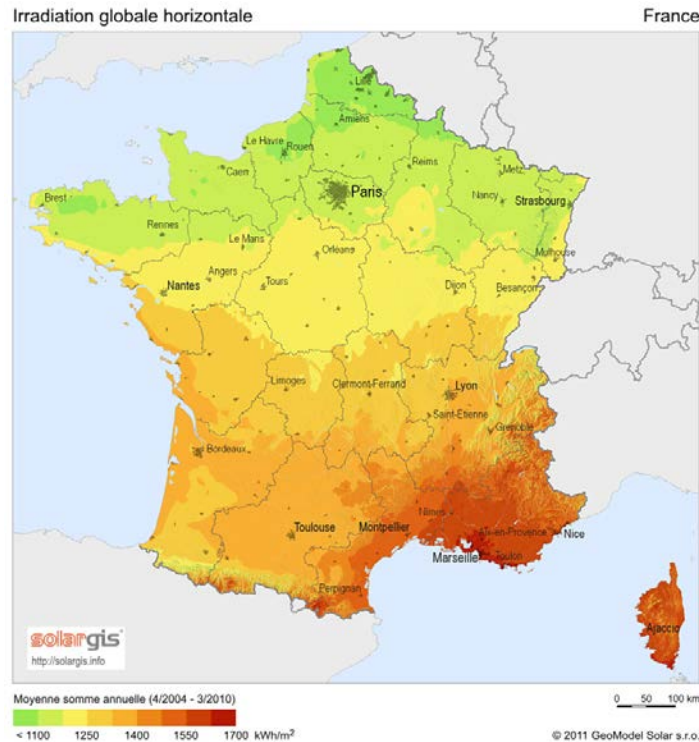 Irradiation globale horizontale
France
Lille
Amiens
Le Havre
Rouen
Caen
Reims
Metz
Paris
Nancy
Strasbourg
Brest
Rennes
Le Mans
Orléans
Mulhouse
Angers
Nantes
Tours
Dijon
Besançon
Limoges
Clermont-Ferrand
Lyon
Saint-Étienne
Grenoble
Bordeaux
Nîmes
Toulouse
Montpellier
Aix-en-Provence
Nice
Marseille
Toulon
Perpignan
Ajaccio
solargis
http://solargis.info
Moyenne somme annuelle (4/2004 - 3/2010)
0 50 100 km
< 1100 1250 1400 1550 1700 kWh/m²
© 2011 GeoModel Solar s.r.o.